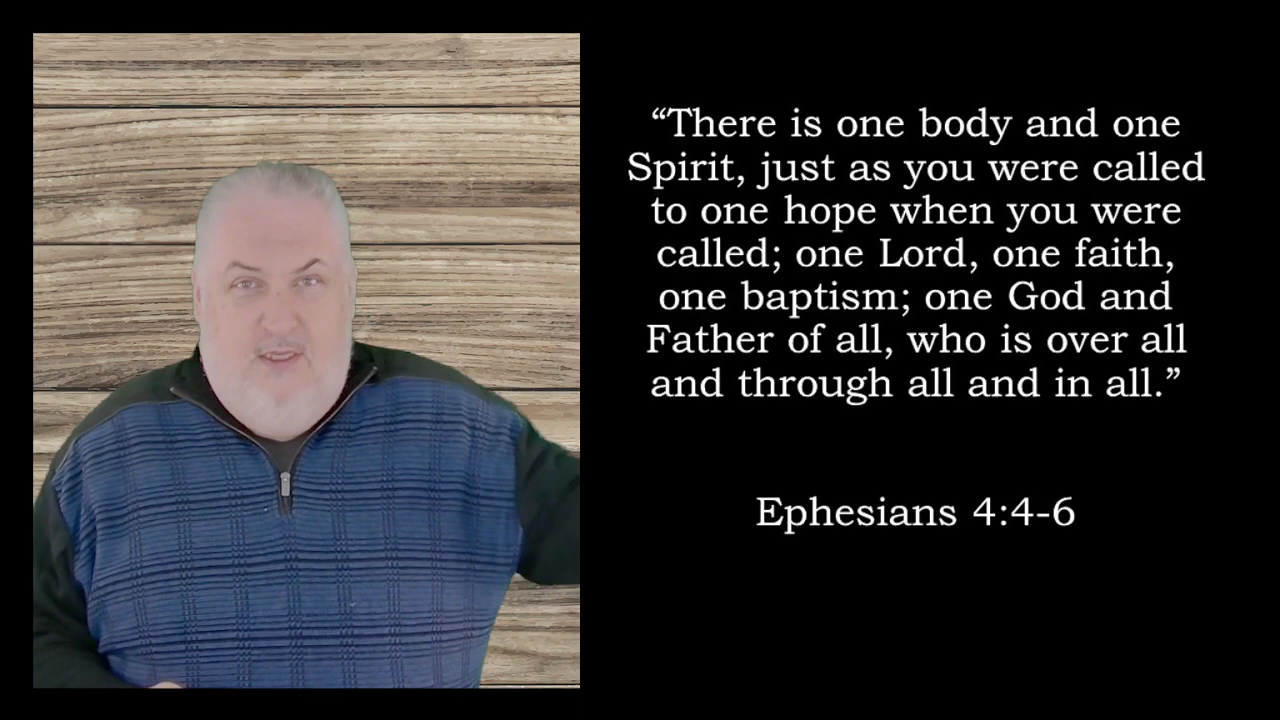 “There is one body and one
Spirit, just as you were called
to one hope when you were
called; one Lord, one faith,
one baptism; one God and
Father of all, who is over all
and through all and in all.”
Ephesians 4:4-6